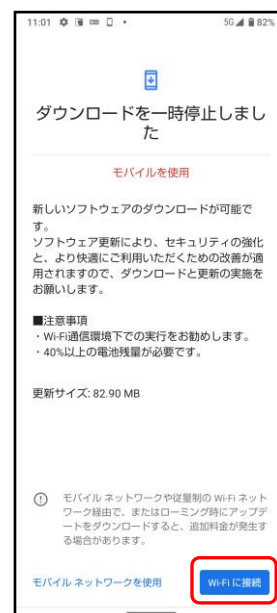 11:01 5G 82%
ダウンロードを一時停止しまし
た
モバイルを使用
新しいソフトウェアのダウンロードが可能で
す。
ソフトウェア更新により、セキュリティの強化
と、より快適にご利用いただくための改善が適
用されますので、ダウンロードと更新の実施を
お願いします。
■注意事項
・Wi-Fi通信環境下での実行をお勧めします。
・40%以上の電池残量が必要です。
更新サイズ: 82.90 MB
モバイル ネットワークや従量制の Wi-Fi ネット
ワーク経由で、またはローミング時にアップデ
ートをダウンロードすると、追加料金が発生す
る場合があります。
モバイル ネットワークを使用 Wi-Fi に接続